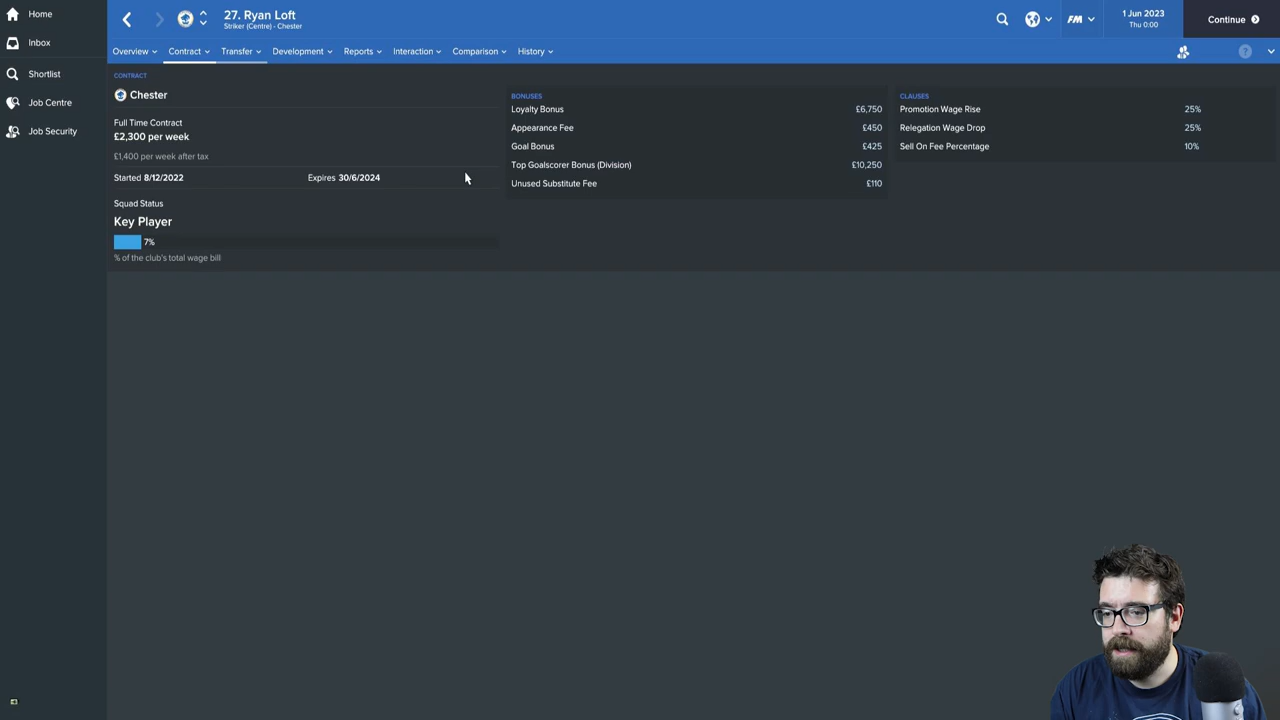 Home
Inbox
Shortlist
Job Centre
Job Security
27. Ryan Loft
Striker (Centre) - Chester
FM
1 Jun 2023
Thu 0:00
Continue
Overview
Contract
Transfer
Development
Reports
Interaction
Comparison
History
?
CONTRACT
Chester
Full Time Contract
£2,300 per week
£1,400 per week after tax
Started 8/12/2022
Expires 30/6/2024
Squad Status
Key Player
7%
% of the club's total wage bill
BONUSES
Loyalty Bonus £6,750
Appearance Fee £450
Goal Bonus £425
Top Goalscorer Bonus (Division) £10,250
Unused Substitute Fee £110
CLAUSES
Promotion Wage Rise 25%
Relegation Wage Drop 25%
Sell On Fee Percentage 10%